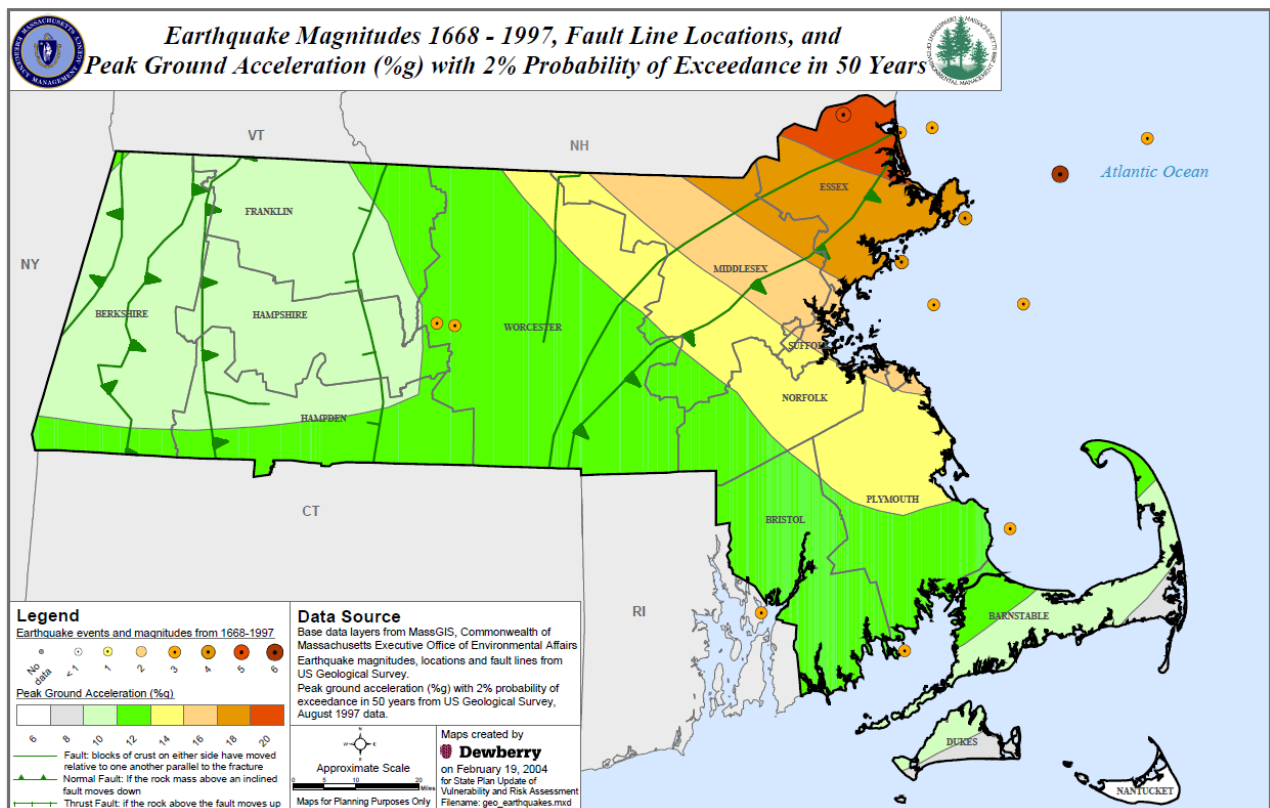 Earthquake Magnitudes 1668 - 1997, Fault Line Locations, and
Peak Ground Acceleration (%g) with 2% Probability of Exceedance in 50 Years
MASSACHUSETTS
EMERGENCY MANAGEMENT AGENCY
VT
NH
NY
Atlantic Ocean
ESSEX
FRANKLIN
MIDDLESEX
BERKSHIRE
HAMPSHIRE
WORCESTER
SUFFOLK
NORFOLK
HAMPDEN
PLYMOUTH
CT
BRISTOL
RI
BARNSTABLE
DUKES
NANTUCKET
Legend
Earthquake events and magnitudes from 1668-1997
No data
<1
1
2
3
4
5
6
Peak Ground Acceleration (%g)
6 8 10 12 14 16 18 20
Fault: blocks of crust on either side have moved
relative to one another parallel to the fracture
Normal Fault: If the rock mass above an inclined
fault moves down
Thrust Fault: if the rock above the fault moves up
Data Source
Base data layers from MassGIS, Commonwealth of
Massachusetts Executive Office of Environmental Affairs
Earthquake magnitudes, locations and fault lines from
US Geological Survey.
Peak ground acceleration (%g) with 2% probability of
exceedance in 50 years from US Geological Survey,
August 1997 data.
N
W E
S
Approximate Scale
0 5 10 20
Miles
Maps for Planning Purposes Only
Maps created by
Dewberry
on February 19, 2004
for State Plan Update of
Vulnerability and Risk Assessment
Filename: geo_earthquakes.mxd